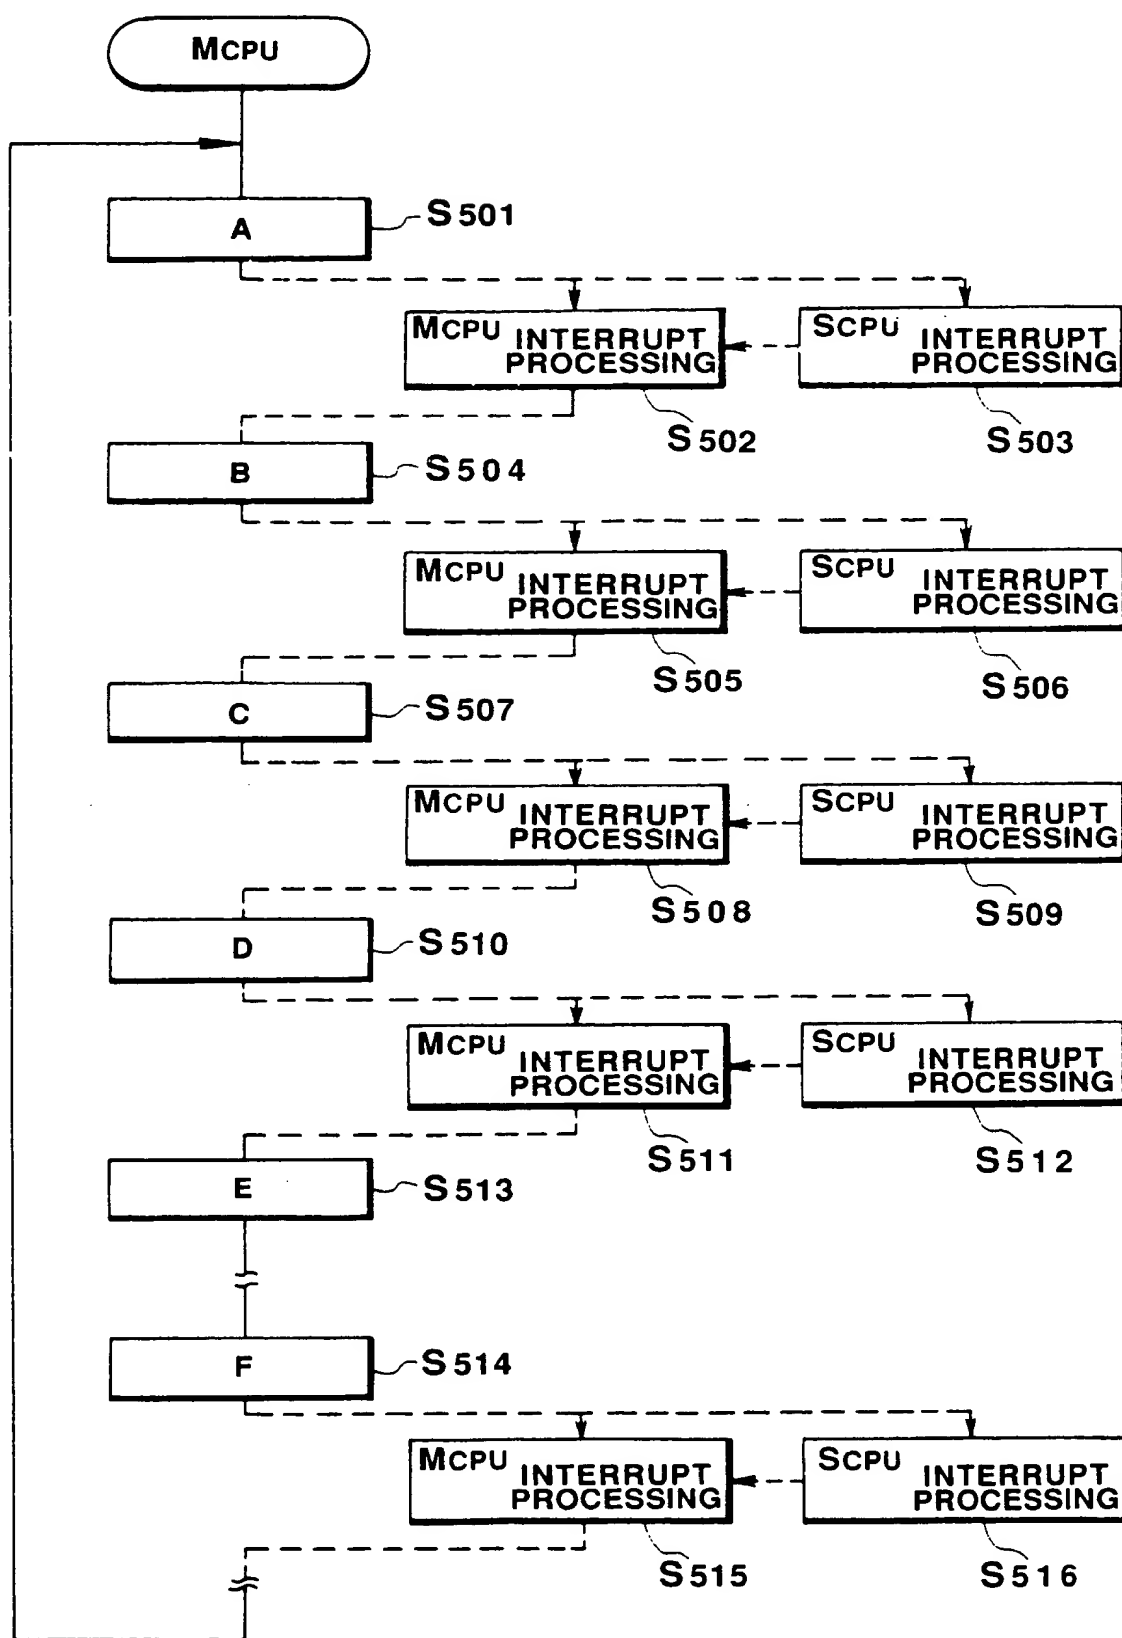 MCPU
A
S501
MCPU
INTERRUPT
PROCESSING
SCPU
INTERRUPT
PROCESSING
S502
S503
B
S504
MCPU
INTERRUPT
PROCESSING
SCPU
INTERRUPT
PROCESSING
S505
S506
C
S507
MCPU
INTERRUPT
PROCESSING
SCPU
INTERRUPT
PROCESSING
S508
S509
D
S510
MCPU
INTERRUPT
PROCESSING
SCPU
INTERRUPT
PROCESSING
S511
S512
E
S513
F
S514
MCPU
INTERRUPT
PROCESSING
SCPU
INTERRUPT
PROCESSING
S515
S516